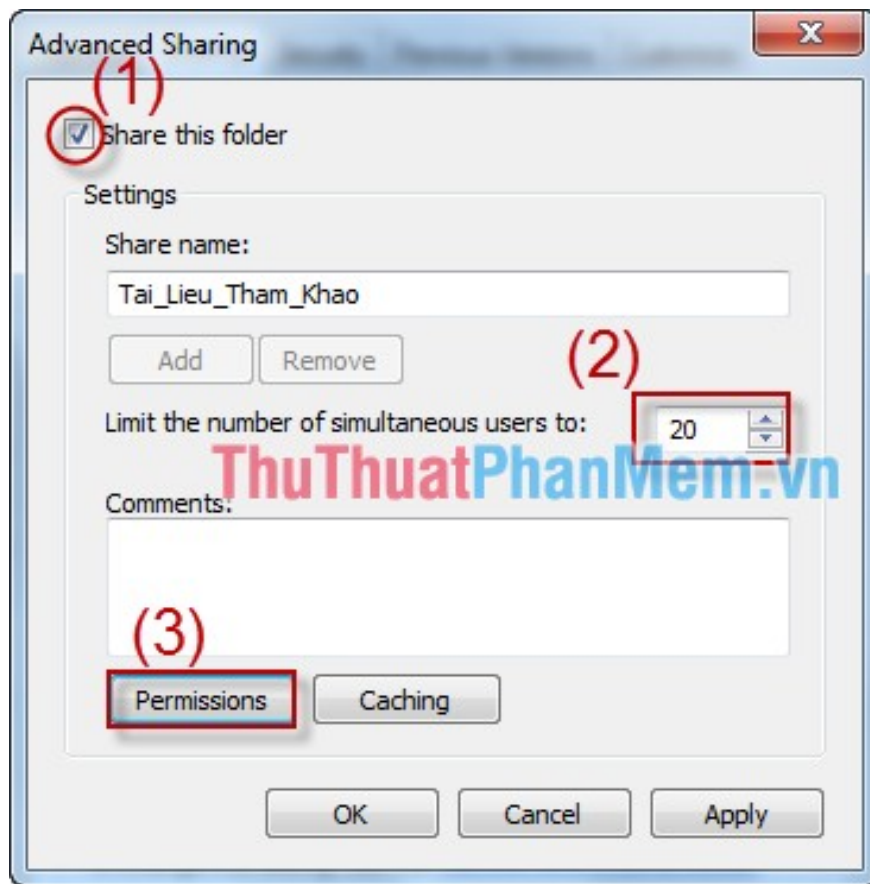 Advanced Sharing
(1)
Share this folder
Settings
Share name:
Tai_Lieu_Tham_Khao
Add Remove
(2)
Limit the number of simultaneous users to: 20
ThuThuatPhanMem.vn
Comments:
(3)
Permissions Caching
OK Cancel Apply